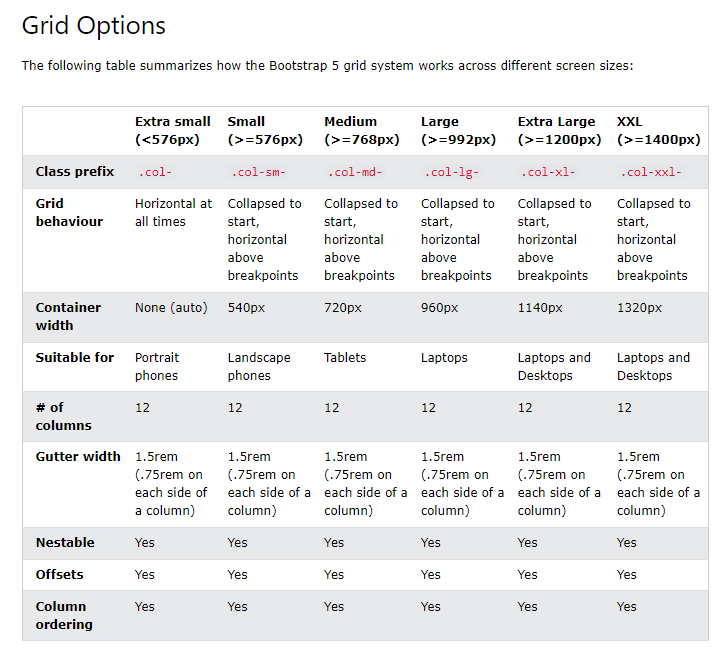 Grid Options
The following table summarizes how the Bootstrap 5 grid system works across different screen sizes:
Extra small Small Medium Large Extra Large XXL
(<576px) (>=576px) (>=768px) (>=992px) (>=1200px) (>=1400px)
Class prefix .col- .col-sm- .col-md- .col-lg- .col-xl- .col-xxl-
Grid Horizontal at Collapsed to Collapsed to Collapsed to Collapsed to Collapsed to
behaviour all times start, start, start, start, start,
horizontal horizontal horizontal horizontal horizontal
above above above above above
breakpoints breakpoints breakpoints breakpoints breakpoints
Container None (auto) 540px 720px 960px 1140px 1320px
width
Suitable for Portrait Landscape Tablets Laptops Laptops and Laptops and
phones phones Desktops Desktops
# of 12 12 12 12 12 12
columns
Gutter width 1.5rem 1.5rem 1.5rem 1.5rem 1.5rem 1.5rem
(.75rem on (.75rem on (.75rem on (.75rem on (.75rem on (.75rem on
each side of each side of a each side of a each side of a each side of a each side of a
a column) column) column) column) column) column)
Nestable Yes Yes Yes Yes Yes Yes
Offsets Yes Yes Yes Yes Yes Yes
Column Yes Yes Yes Yes Yes Yes
ordering